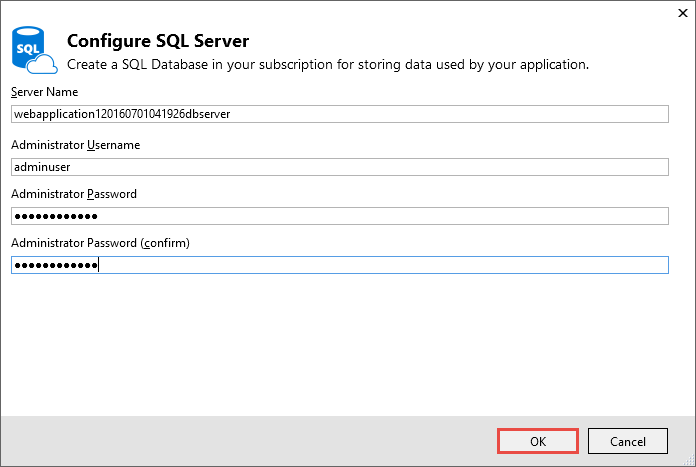 SQL
Configure SQL Server
Create a SQL Database in your subscription for storing data used by your application.
Server Name
webapplication120160701041926dbserver
Administrator Username
adminuser
Administrator Password
●●●●●●●●●●●●
Administrator Password (confirm)
●●●●●●●●●●●●
OK
Cancel